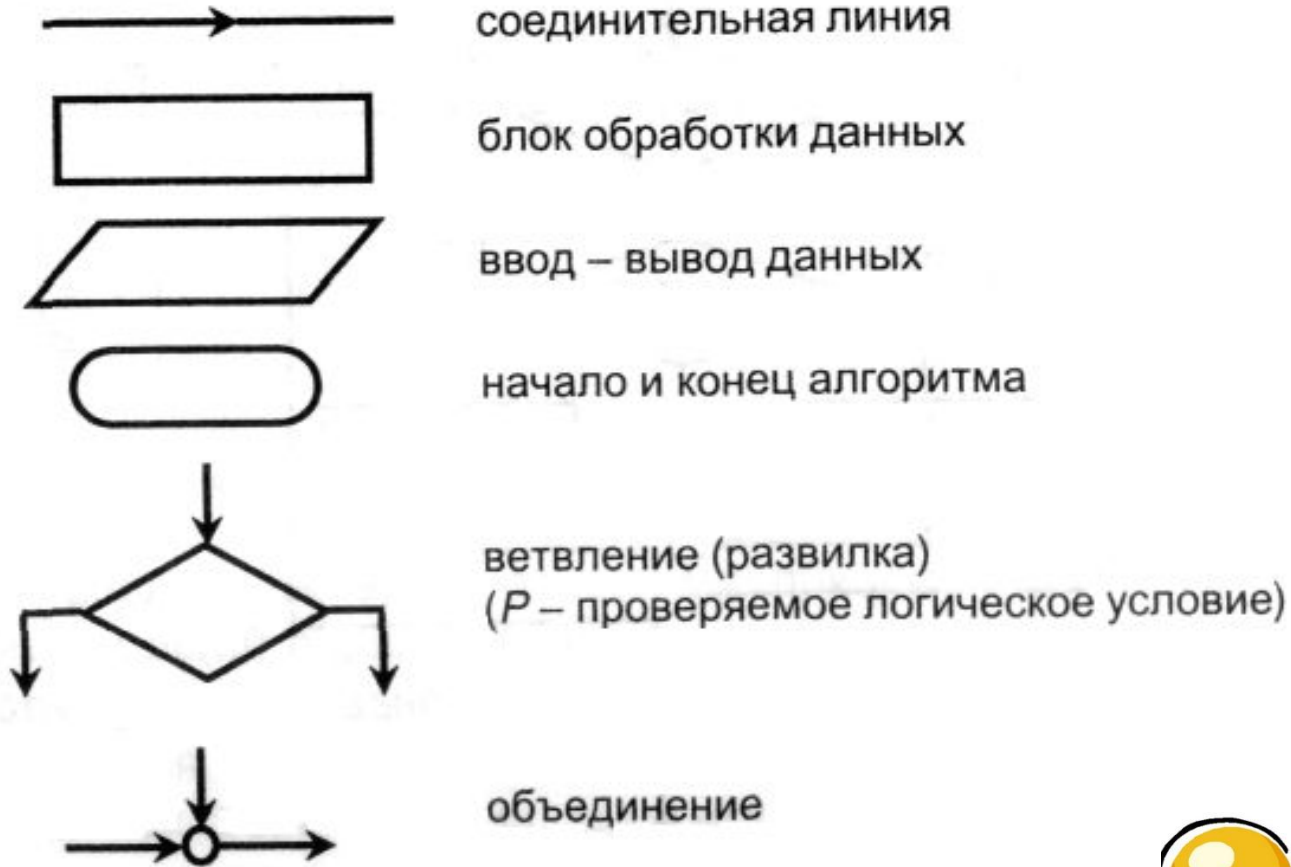 соединительная линия
блок обработки данных
ввод – вывод данных
начало и конец алгоритма
ветвление (развилка)
(P – проверяемое логическое условие)
объединение